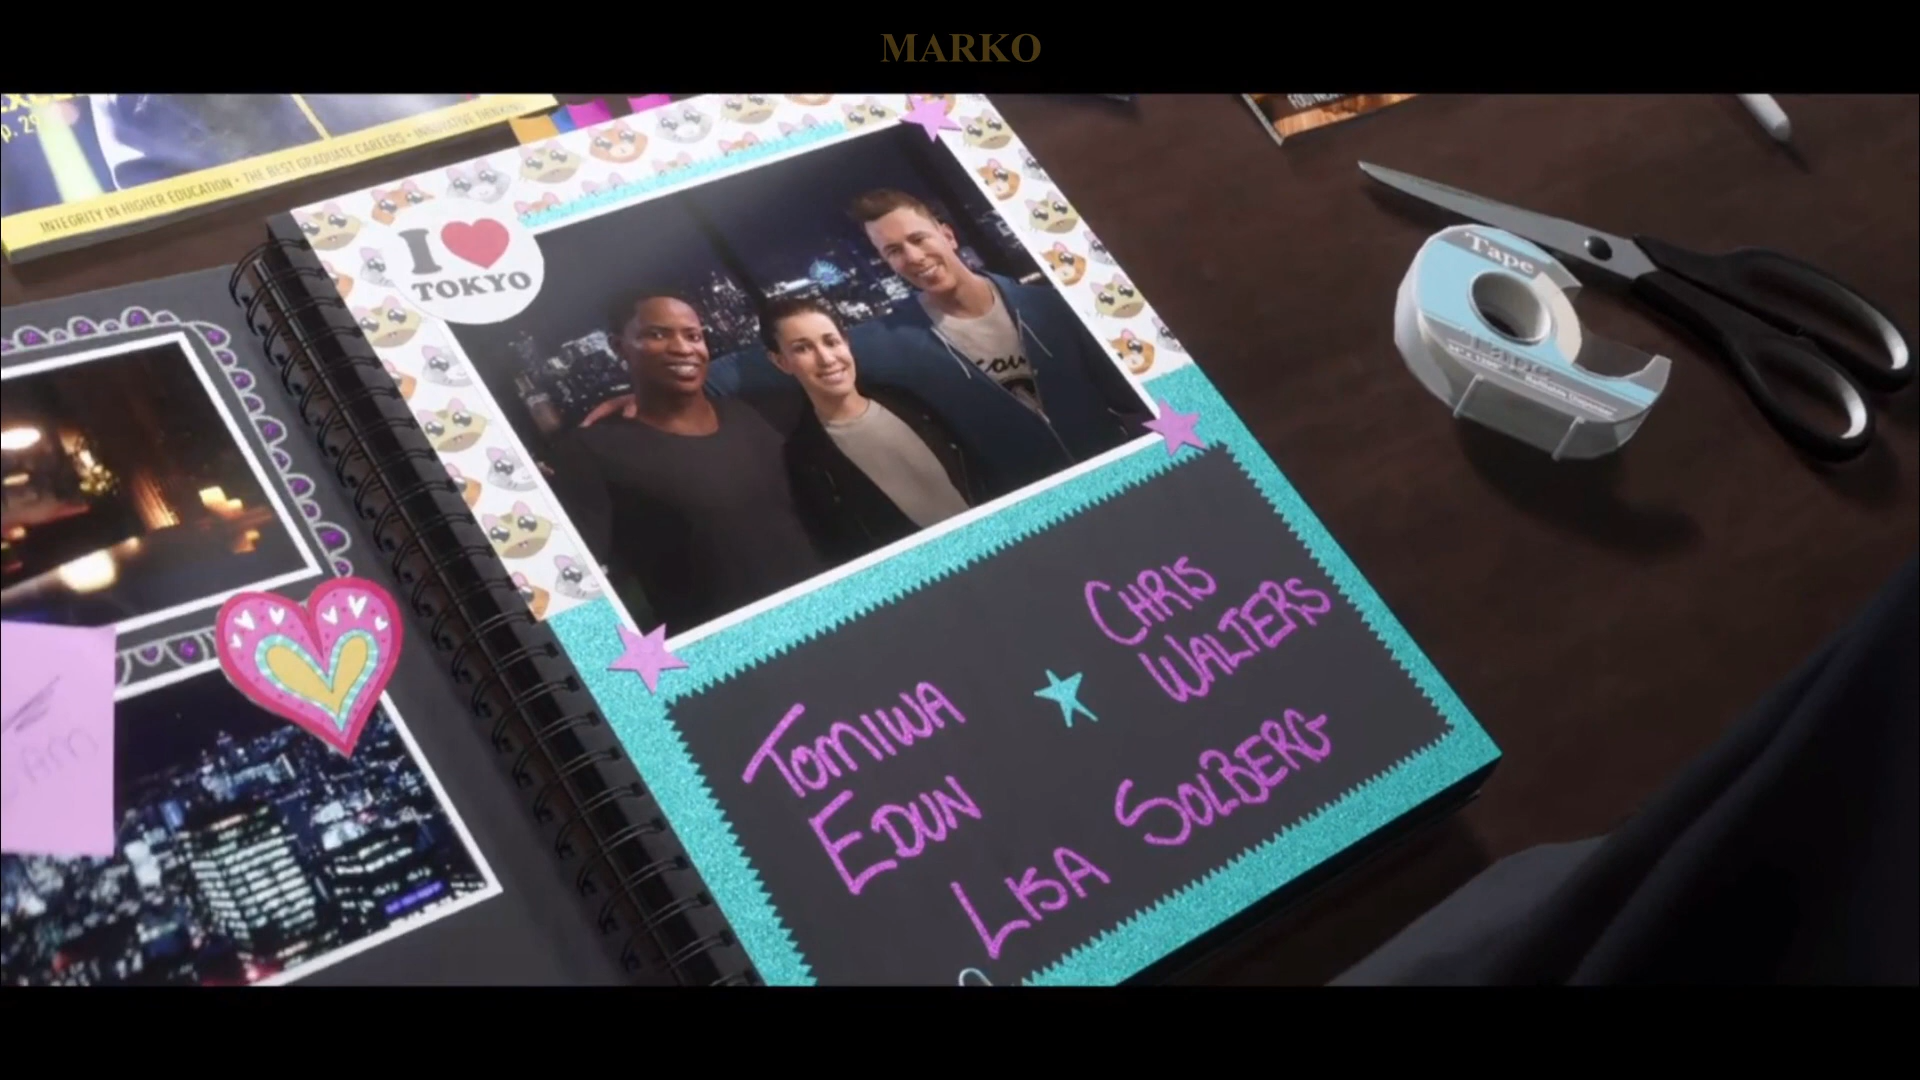 MARKO
p. 29
INTEGRITY IN HIGHER EDUCATION • THE BEST GRADUATE CAREERS • INNOVATIVE THINKING
I
TOKYO
Tape
CHRIS
WALTERS
TOMIWA
EDUN
LISA SOLBERG